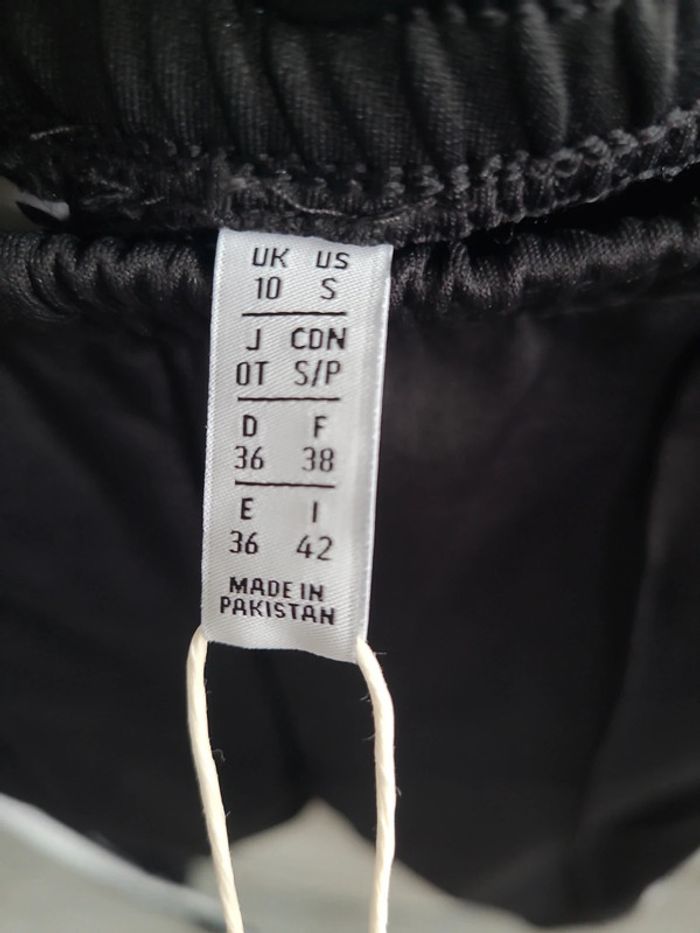 UK US
10 S
J CDN
OT S/P
D F
36 38
E I
36 42
MADE IN
PAKISTAN